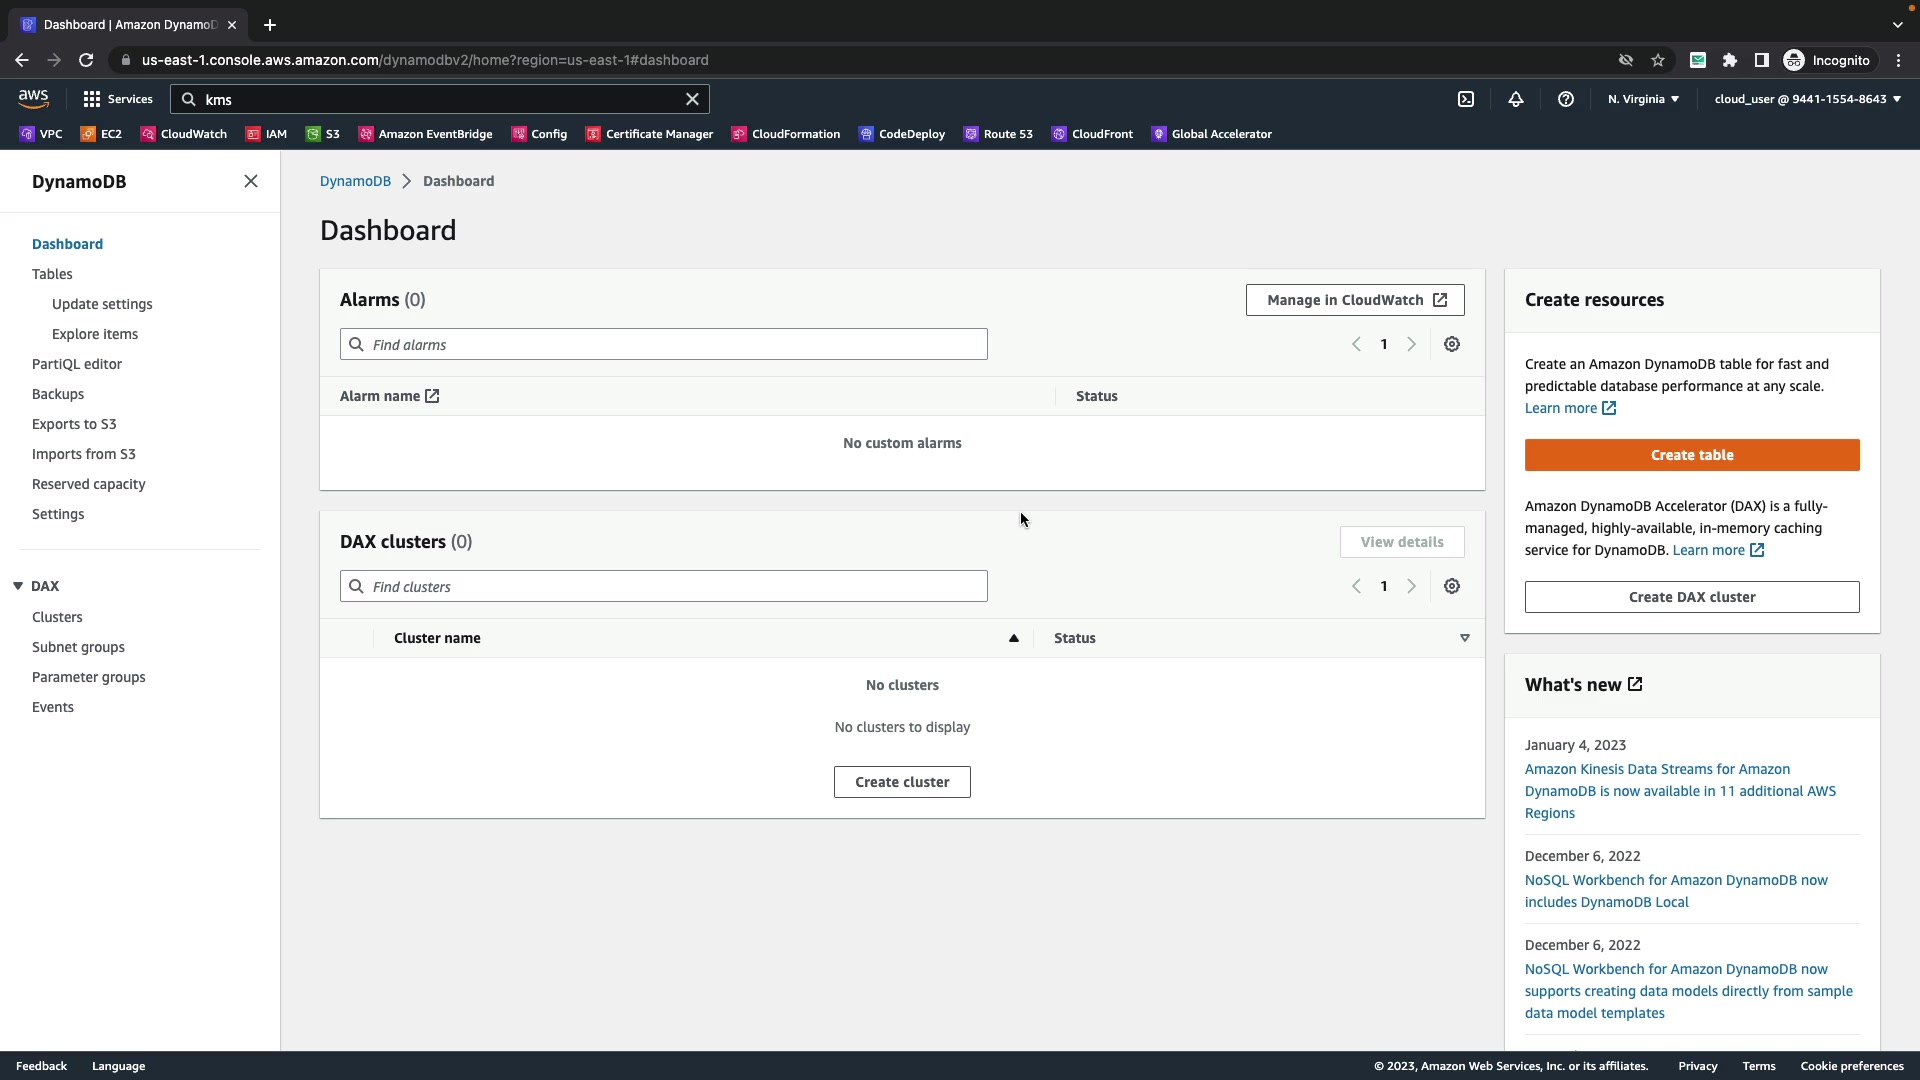 Dashboard | Amazon DynamoD
us-east-1.console.aws.amazon.com/dynamodbv2/home?region=us-east-1#dashboard
Incognito
aws
Services
kms
N. Virginia
cloud_user @ 9441-1554-8643
VPC
EC2
CloudWatch
IAM
S3
Amazon EventBridge
Config
Certificate Manager
CloudFormation
CodeDeploy
Route 53
CloudFront
Global Accelerator
DynamoDB
Dashboard
Tables
Update settings
Explore items
PartiQL editor
Backups
Exports to S3
Imports from S3
Reserved capacity
Settings
DAX
Clusters
Subnet groups
Parameter groups
Events
DynamoDB
Dashboard
Dashboard
Alarms (0)
Manage in CloudWatch
Find alarms
1
Alarm name
Status
No custom alarms
DAX clusters (0)
View details
Find clusters
1
Cluster name
Status
No clusters
No clusters to display
Create cluster
Create resources
Create an Amazon DynamoDB table for fast and
predictable database performance at any scale.
Learn more
Create table
Amazon DynamoDB Accelerator (DAX) is a fully-
managed, highly-available, in-memory caching
service for DynamoDB. Learn more
Create DAX cluster
What's new
January 4, 2023
Amazon Kinesis Data Streams for Amazon
DynamoDB is now available in 11 additional AWS
Regions
December 6, 2022
NoSQL Workbench for Amazon DynamoDB now
includes DynamoDB Local
December 6, 2022
NoSQL Workbench for Amazon DynamoDB now
supports creating data models directly from sample
data model templates
Feedback
Language
© 2023, Amazon Web Services, Inc. or its affiliates.
Privacy
Terms
Cookie preferences